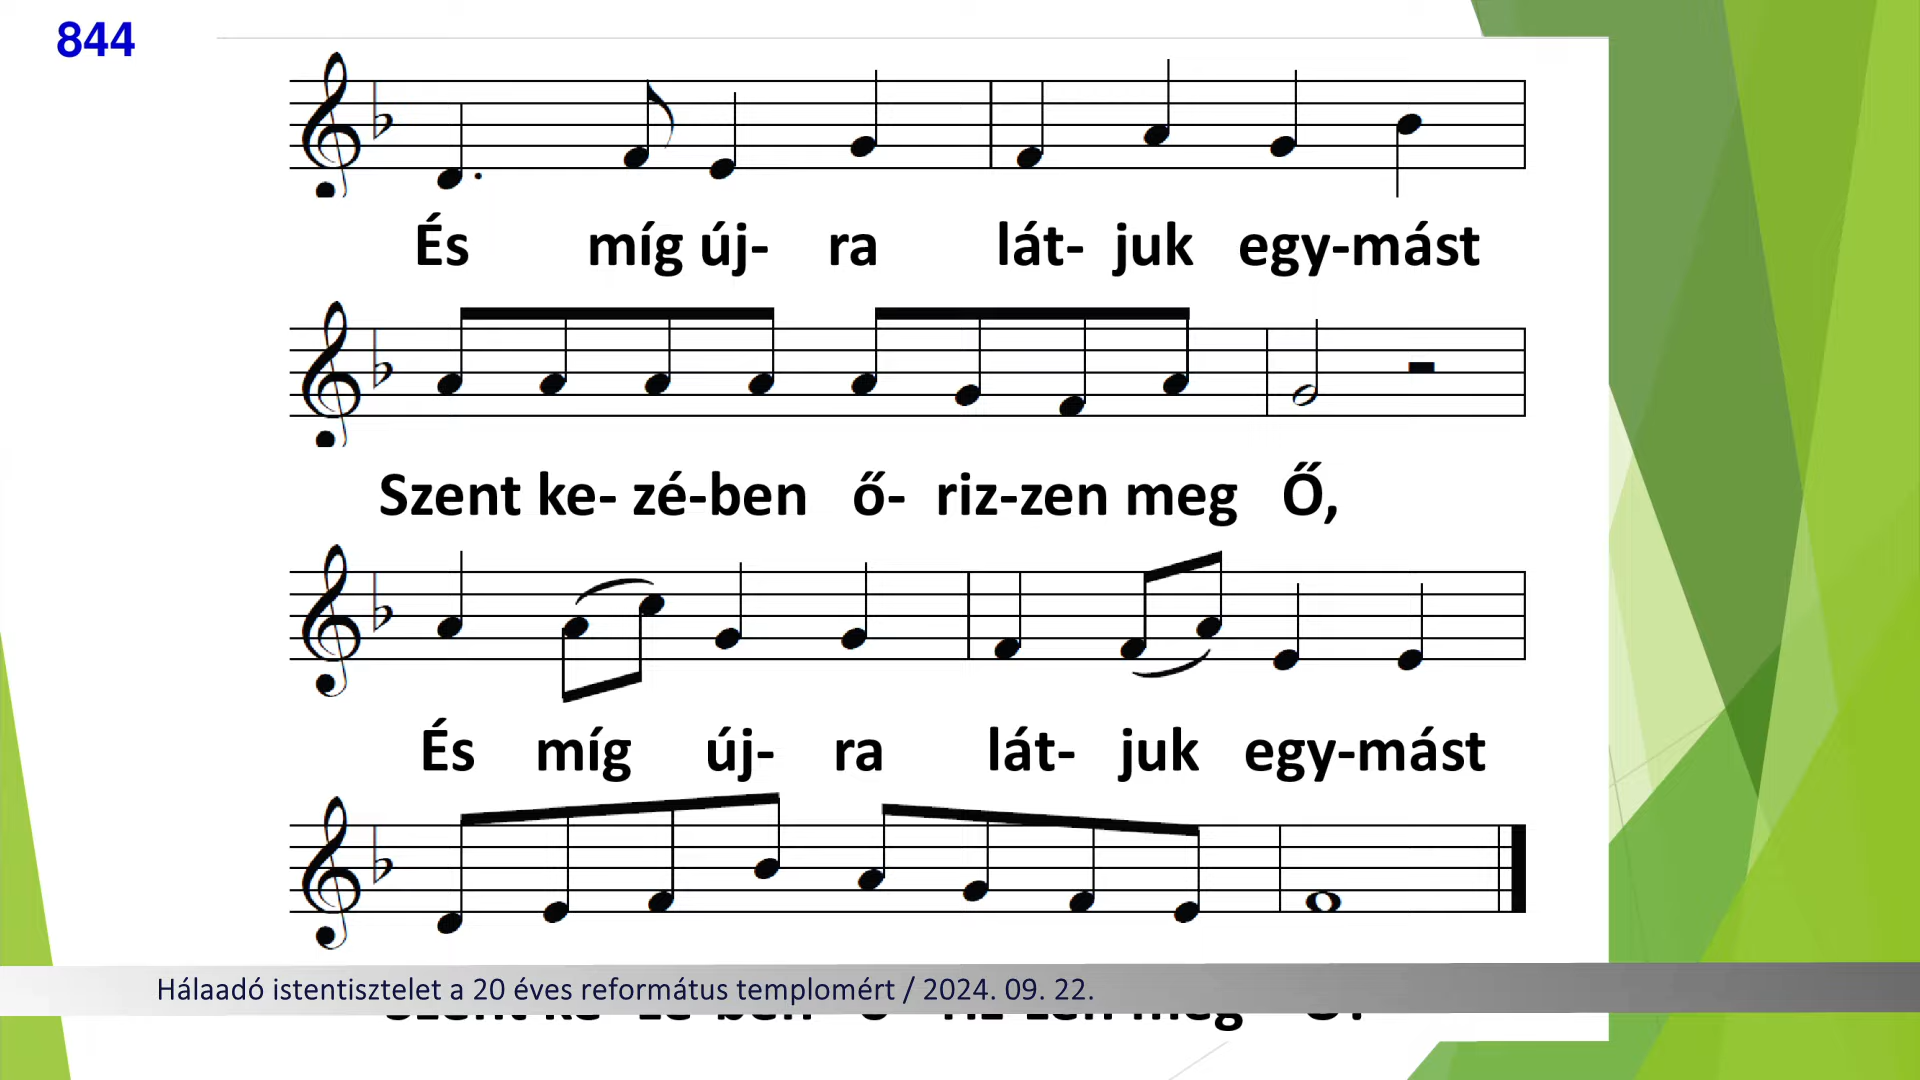 844
És míg új- ra lát- juk egy-mást
Szent ke- zé-ben ő- riz-zen meg Ő,
És míg új- ra lát- juk egy-mást
Hálaadó istentisztelet a 20 éves református templomért / 2024. 09. 22.